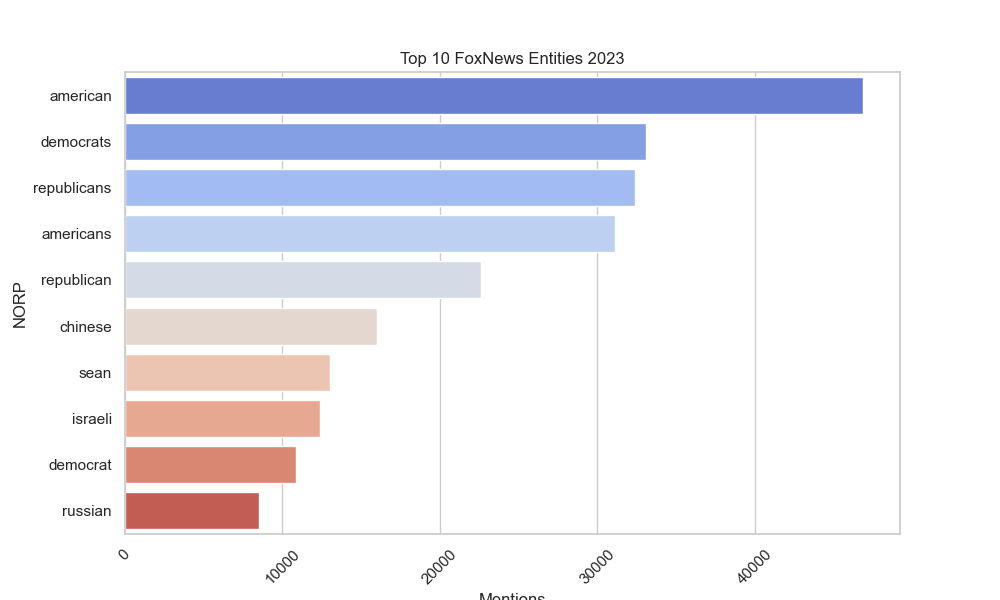 Top 10 FoxNews Entities 2023
NORP
american
democrats
republicans
americans
republican
chinese
sean
israeli
democrat
russian
0
10000
20000
30000
40000
Mentions